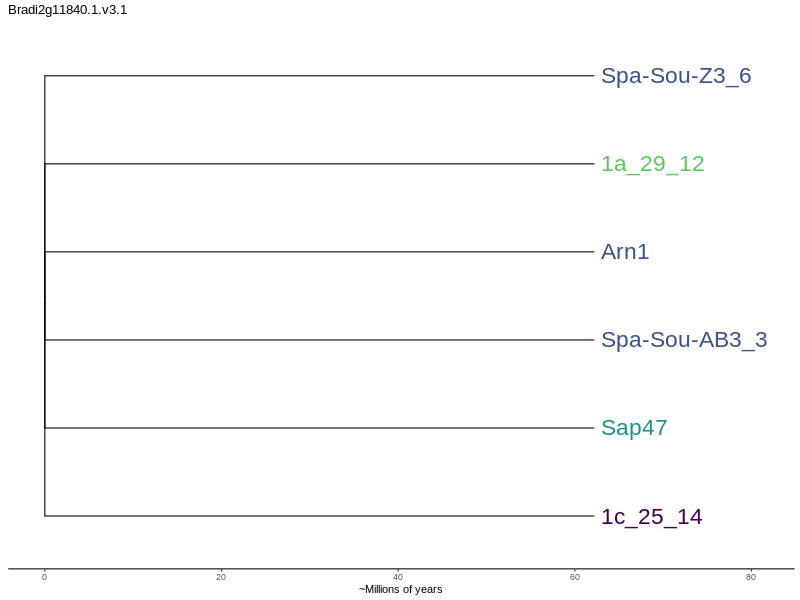 Bradi2g11840.1.v3.1
Spa-Sou-Z3_6
1a_29_12
Arn1
Spa-Sou-AB3_3
Sap47
1c_25_14
0 20 40 60 80
~Millions of years